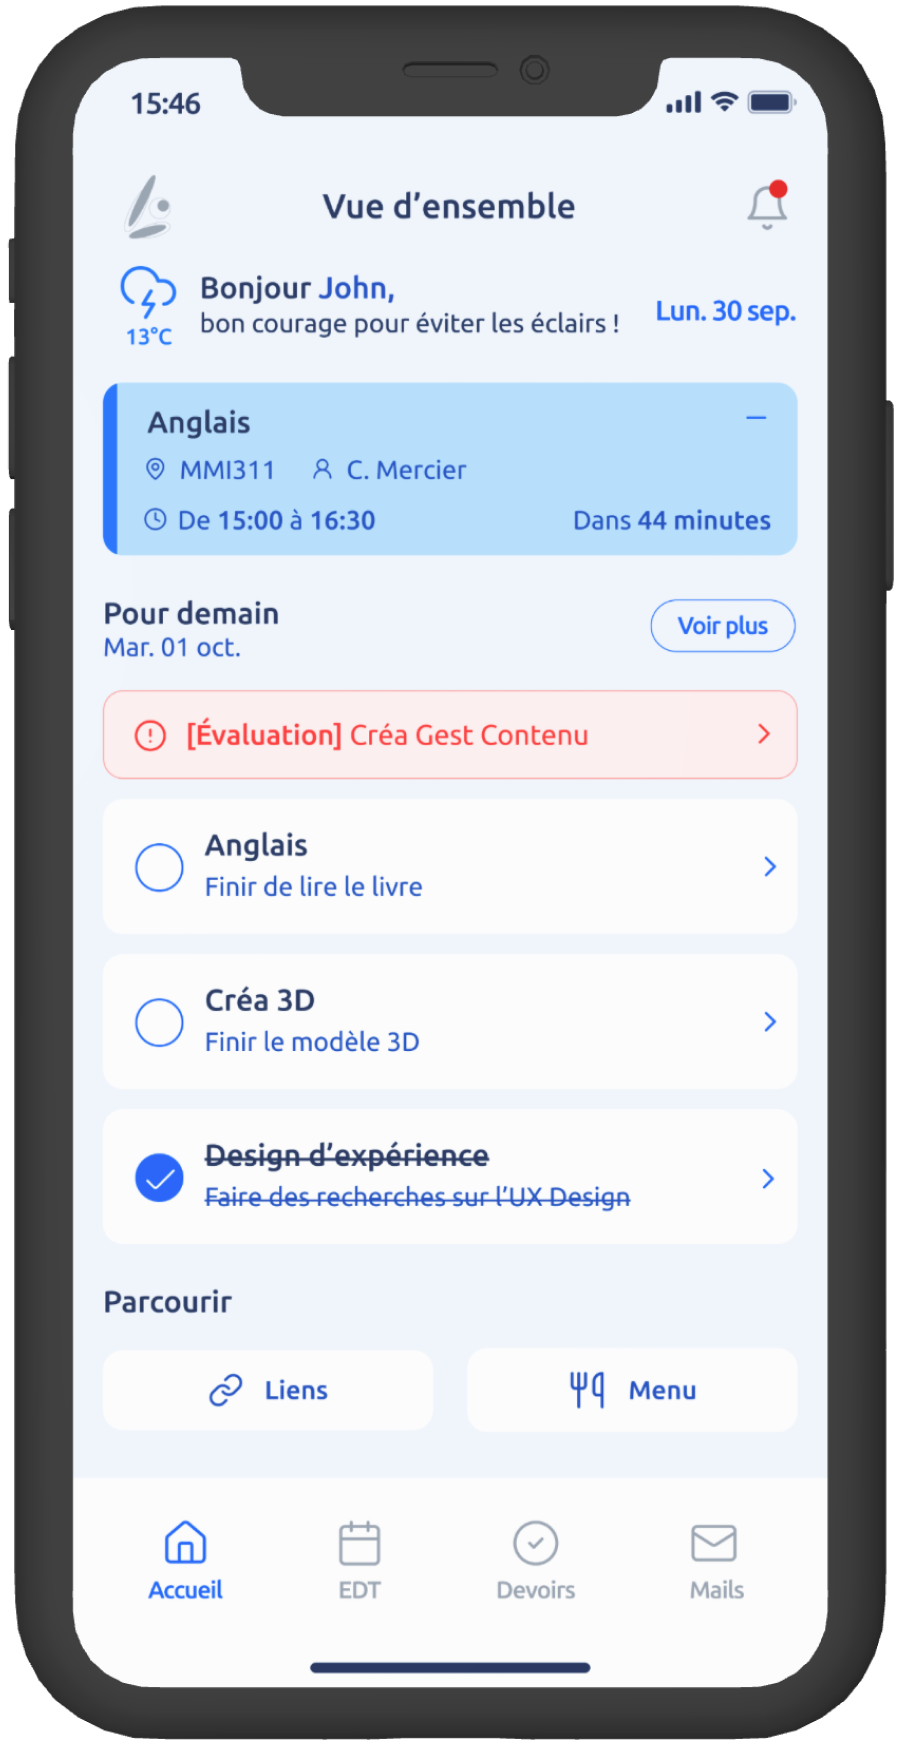 15:46
Vue d'ensemble
Bonjour John,
bon courage pour éviter les éclairs !
13°C
Lun. 30 sep.
Anglais
MMI311 C. Mercier
De 15:00 à 16:30 Dans 44 minutes
Pour demain
Mar. 01 oct.
Voir plus
[Évaluation] Créa Gest Contenu
Anglais
Finir de lire le livre
Créa 3D
Finir le modèle 3D
Design d'expérience
Faire des recherches sur l'UX Design
Parcourir
Liens Menu
Accueil EDT Devoirs Mails